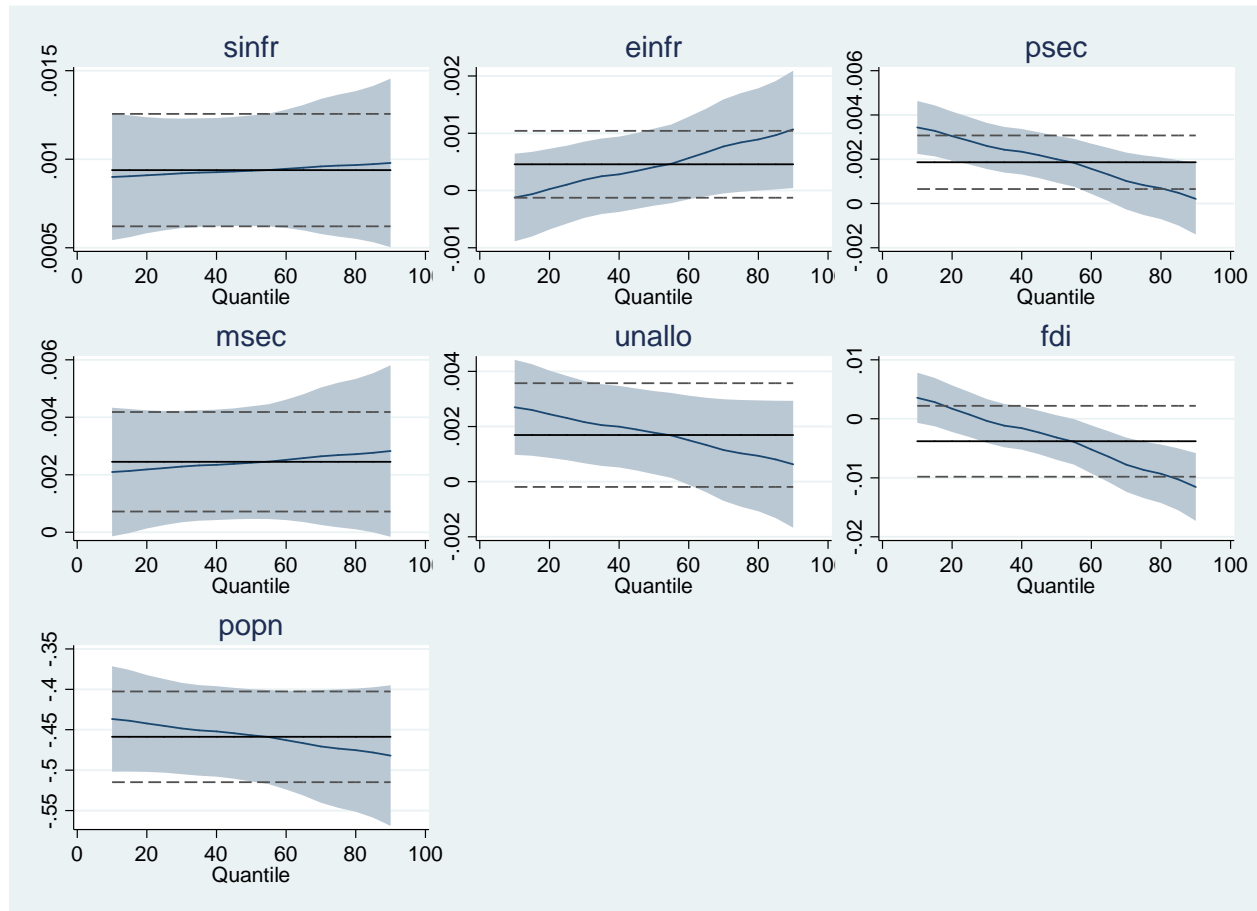 sinfr
.0005 .001 .0015
0 20 40 60 80 10
Quantile
einfr
-.001 0 .001 .002
0 20 40 60 80 100
Quantile
psec
-.002 0 .002 .004 .006
0 20 40 60 80 100
Quantile
msec
0 .002 .004 .006
0 20 40 60 80 10
Quantile
unallo
-.002 0 .002 .004
0 20 40 60 80 10
Quantile
fdi
-.02 -.01 0 .01
0 20 40 60 80 100
Quantile
popn
-.55 -.5 -.45 -.4 -.35
0 20 40 60 80 100
Quantile